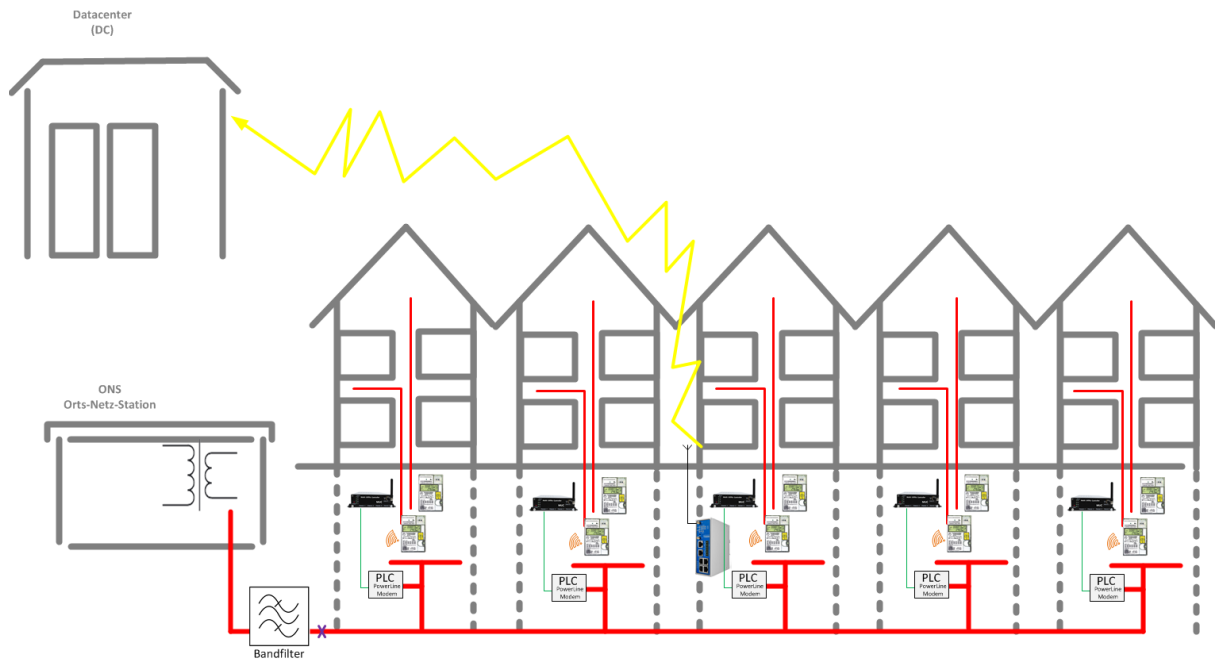 Datacenter
(DC)
ONS
Orts-Netz-Station
PLC
PowerLine
Modem
PLC
PowerLine
Modem
PLC
PowerLine
Modem
PLC
PowerLine
Modem
PLC
PowerLine
Modem
Bandfilter